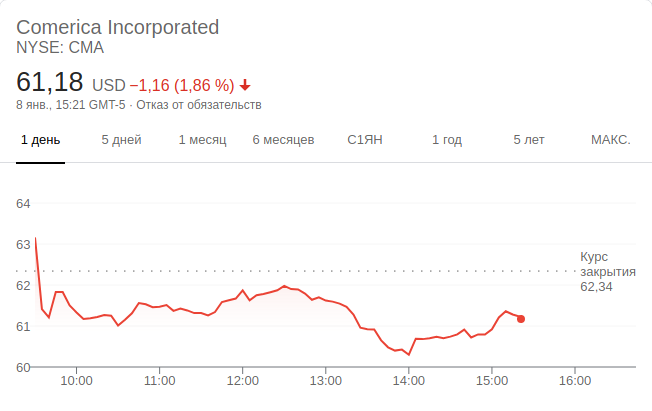 Comerica Incorporated
NYSE: CMA
61,18 USD −1,16 (1,86 %)
8 янв., 15:21 GMT-5 · Отказ от обязательств
1 день 5 дней 1 месяц 6 месяцев С1ЯН 1 год 5 лет МАКС.
64
63
Курс
закрытия
62,34
62
61
60
10:00 11:00 12:00 13:00 14:00 15:00 16:00